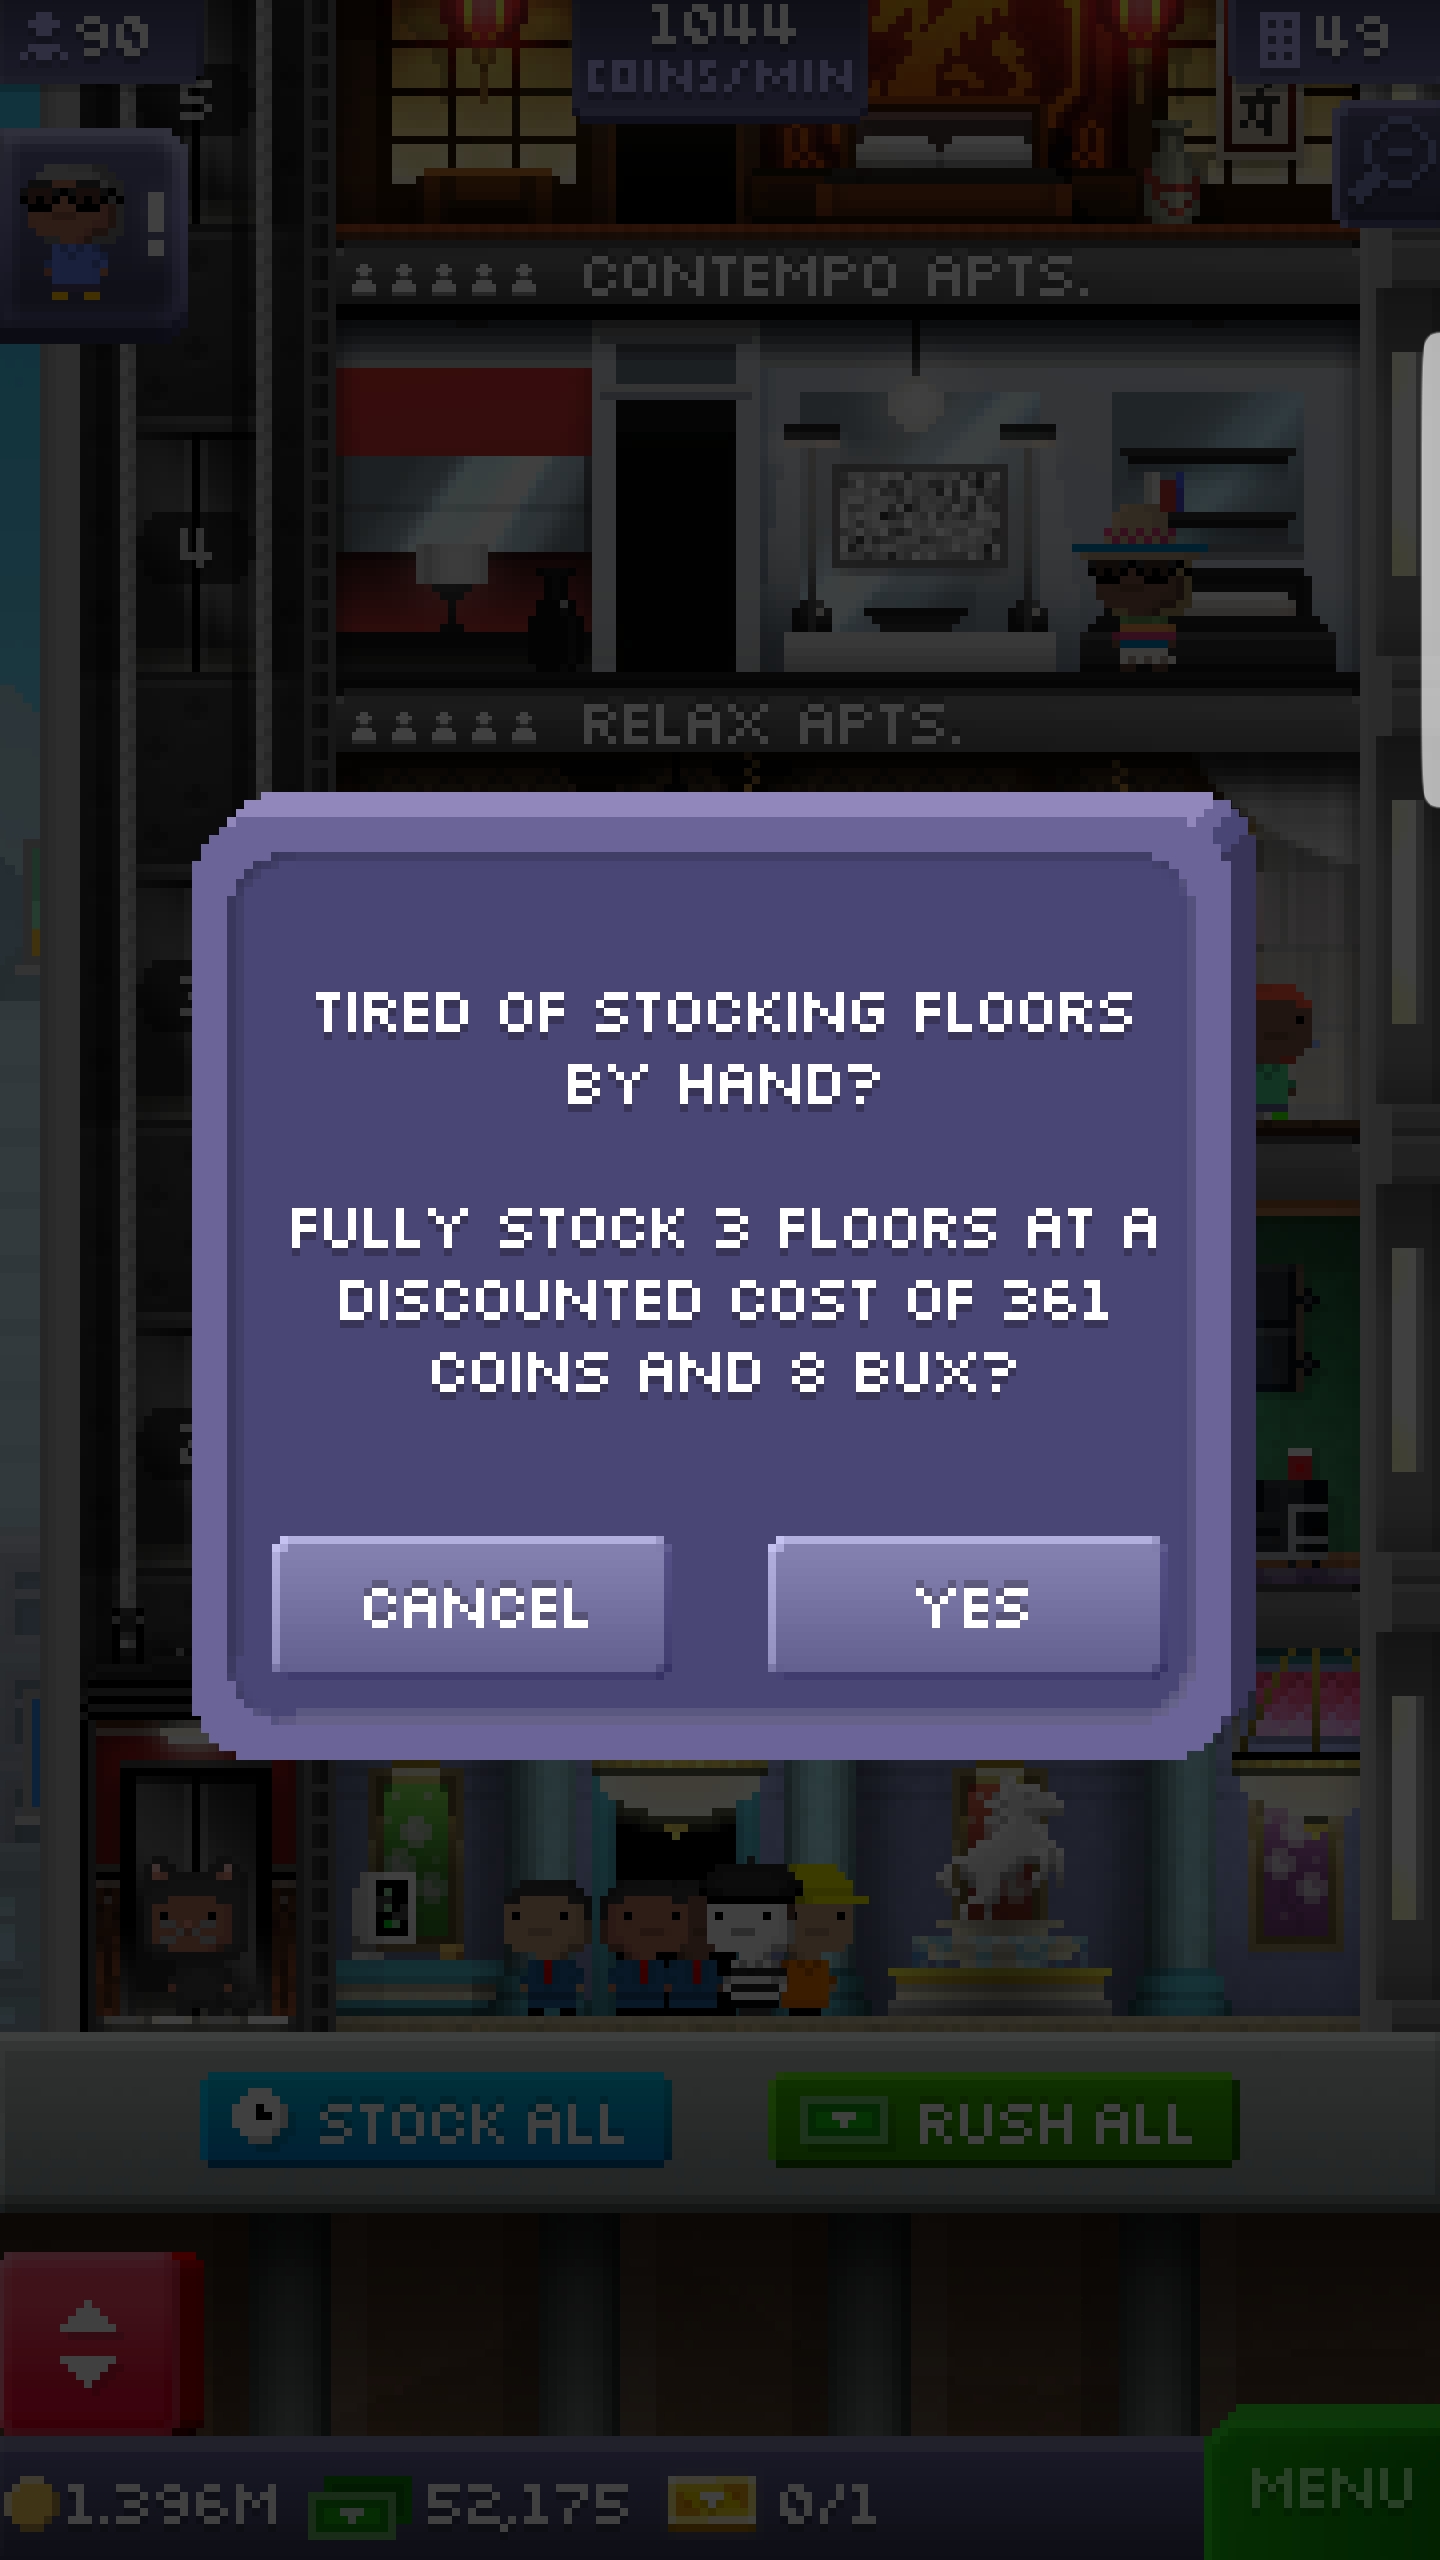 90
1044
COINS/MIN
49
5
CONTEMPO APTS.
4
RELAX APTS.
TIRED OF STOCKING FLOORS
BY HAND?
FULLY STOCK 3 FLOORS AT A
DISCOUNTED COST OF 361
COINS AND 8 BUX?
CANCEL
YES
STOCK ALL
RUSH ALL
1.396M
52,175
0/1
MENU